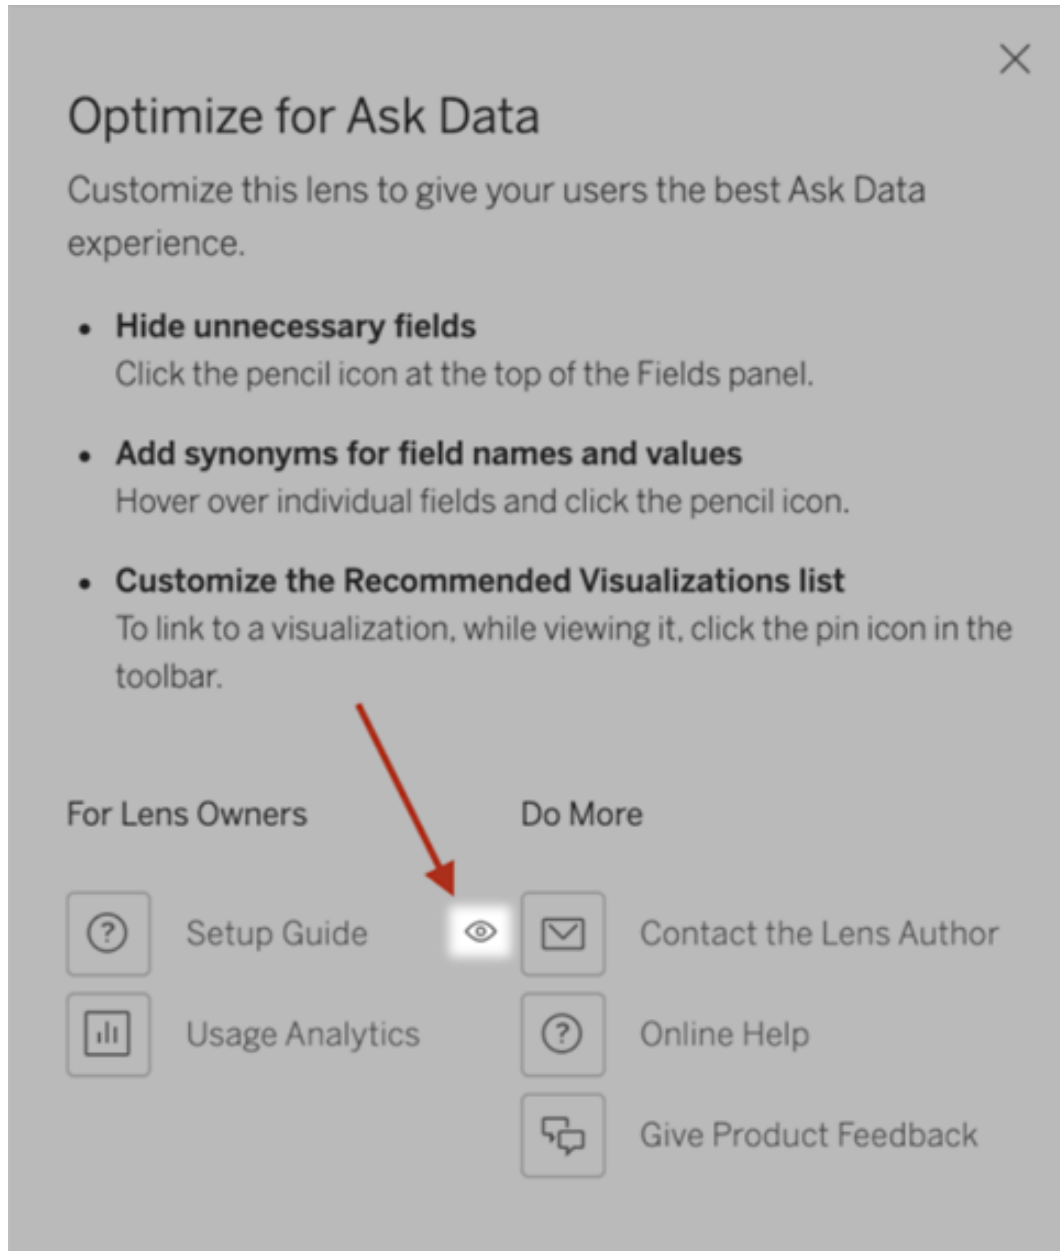 Optimize for Ask Data
Customize this lens to give your users the best Ask Data
experience.
• Hide unnecessary fields
Click the pencil icon at the top of the Fields panel.
• Add synonyms for field names and values
Hover over individual fields and click the pencil icon.
• Customize the Recommended Visualizations list
To link to a visualization, while viewing it, click the pin icon in the
toolbar.
For Lens Owners
Setup Guide
Usage Analytics
Do More
Contact the Lens Author
Online Help
Give Product Feedback